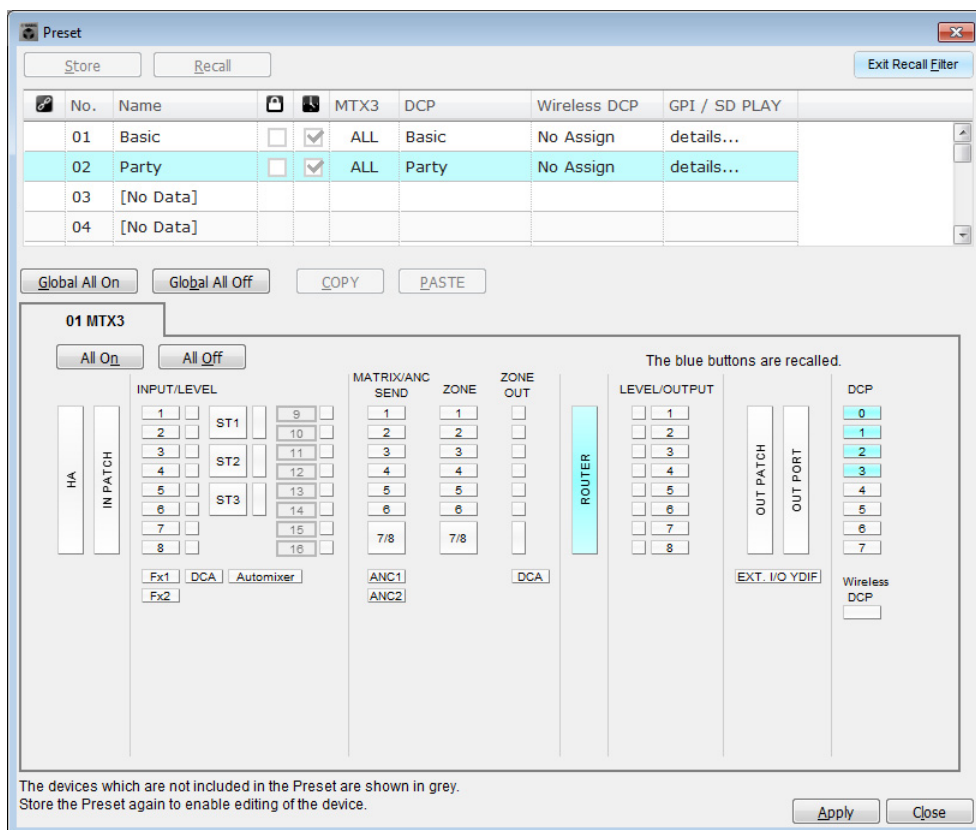 Preset
Store Recall Exit Recall Filter
No. Name MTX3 DCP Wireless DCP GPI / SD PLAY
01 Basic ALL Basic No Assign details...
02 Party ALL Party No Assign details...
03 [No Data]
04 [No Data]
Global All On Global All Off COPY PASTE
01 MTX3
All On All Off The blue buttons are recalled.
HA
IN PATCH
INPUT/LEVEL
1
2
3
4
5
6
7
8
ST1
ST2
ST3
9
10
11
12
13
14
15
16
Fx1 DCA Automixer
Fx2
MATRIX/ANC
SEND
1
2
3
4
5
6
7/8
ANC1
ANC2
ZONE
1
2
3
4
5
6
7/8
ZONE
OUT
DCA
ROUTER
LEVEL/OUTPUT
1
2
3
4
5
6
7
8
OUT PATCH
OUT PORT
EXT. I/O YDIF
DCP
0
1
2
3
4
5
6
7
Wireless
DCP
The devices which are not included in the Preset are shown in grey.
Store the Preset again to enable editing of the device.
Apply Close